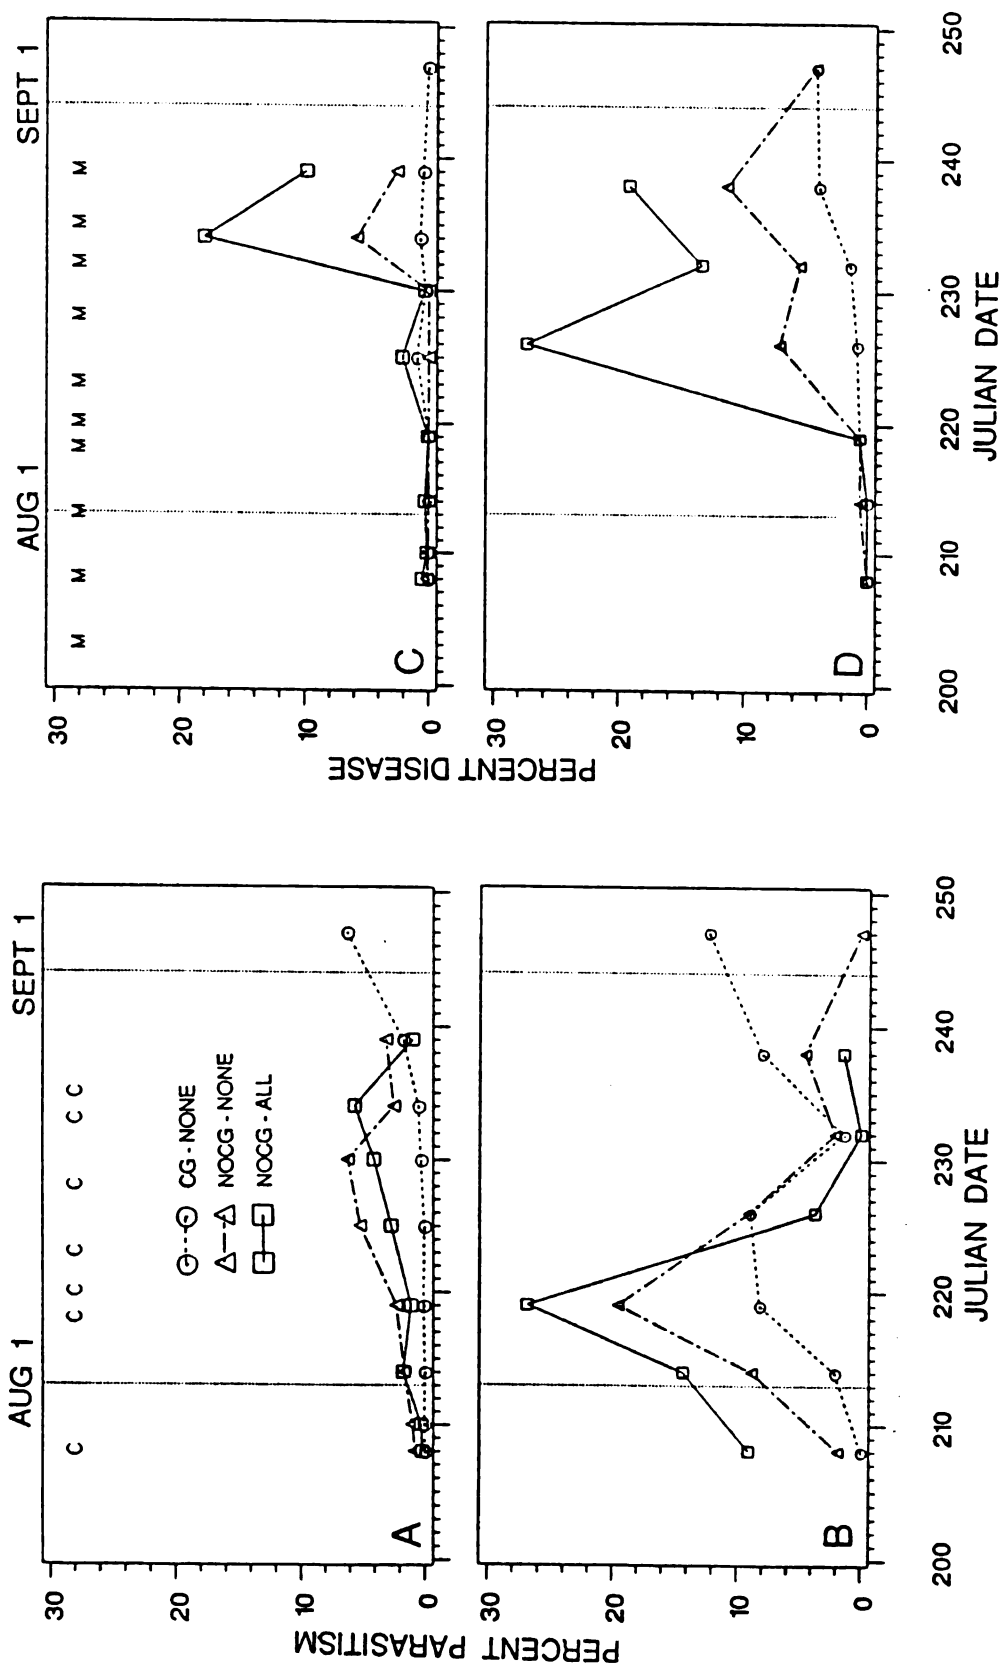 AUG 1 SEPT 1
30
C C C C C C C
20
CG - NONE
NOCG - NONE
NOCG - ALL
10
0
A
PERCENT PARASITISM
30
20
10
0
B
200 210 220 230 240 250
JULIAN DATE
AUG 1 SEPT 1
30
M M M M M M M M M M
20
10
0
C
PERCENT DISEASE
30
20
10
0
D
200 210 220 230 240 250
JULIAN DATE